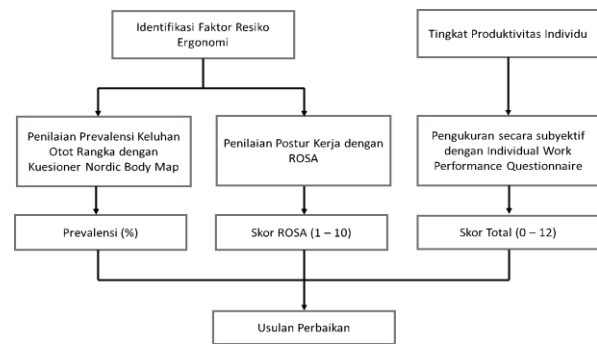 Identifikasi Faktor Resiko
Ergonomi
Tingkat Produktivitas Individu
Penilaian Prevalensi Keluhan
Otot Rangka dengan
Kuesioner Nordic Body Map
Penilaian Postur Kerja dengan
ROSA
Pengukuran secara subyektif
dengan Individual Work
Performance Questionnaire
Prevalensi (%)
Skor ROSA (1 – 10)
Skor Total (0 – 12)
Usulan Perbaikan